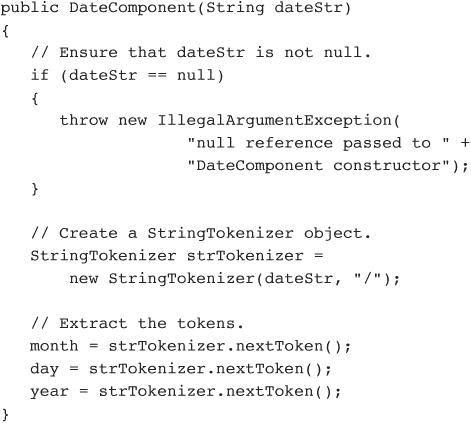 public DateComponent(String dateStr)
{
   // Ensure that dateStr is not null.
   if (dateStr == null)
   {
      throw new IllegalArgumentException(
                   "null reference passed to " +
                   "DateComponent constructor");
   }

   // Create a StringTokenizer object.
   StringTokenizer strTokenizer =
       new StringTokenizer(dateStr, "/");

   // Extract the tokens.
   month = strTokenizer.nextToken();
   day = strTokenizer.nextToken();
   year = strTokenizer.nextToken();
}